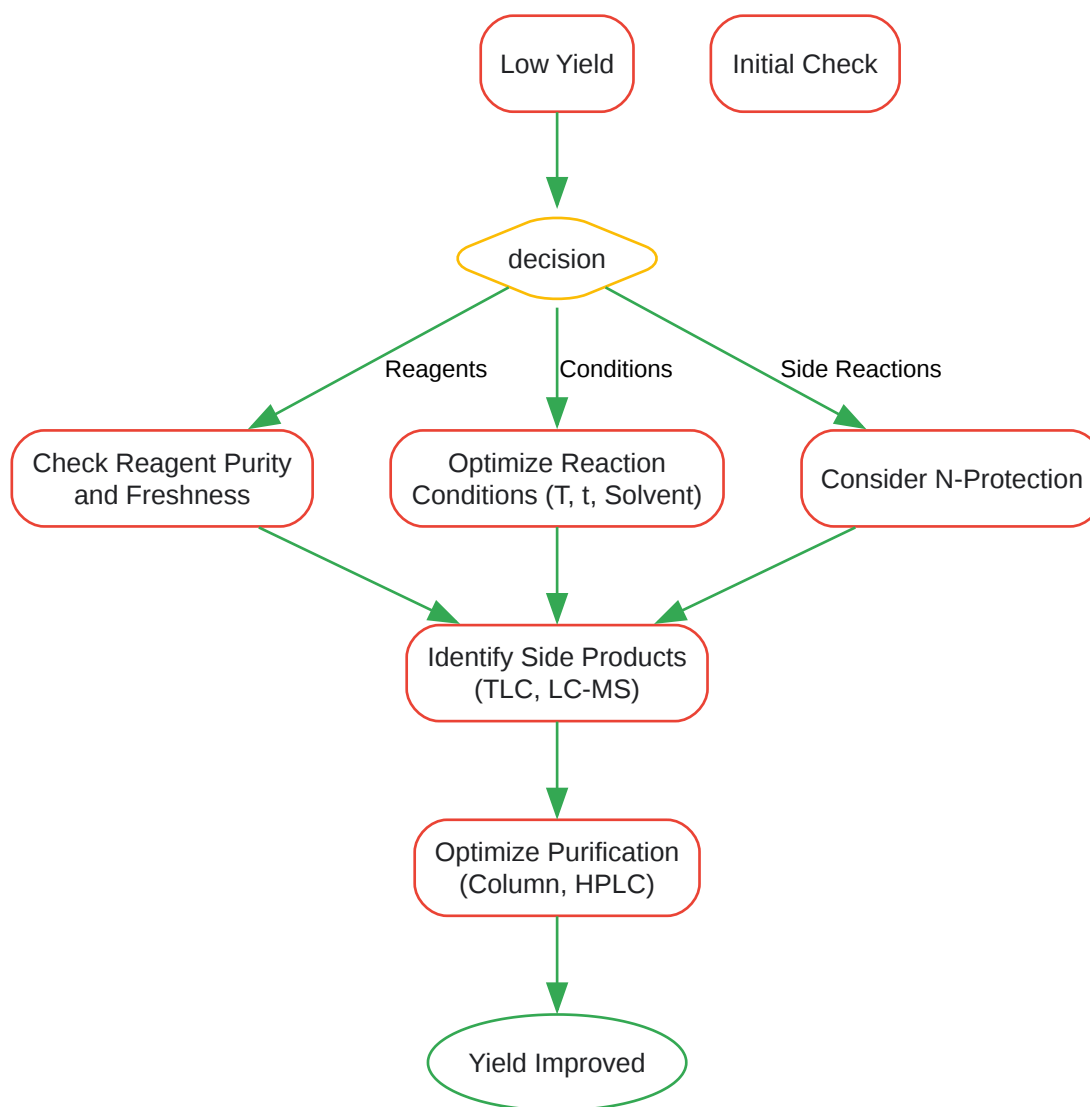 Low Yield
Initial Check
decision
Reagents
Conditions
Side Reactions
Check Reagent Purity
and Freshness
Optimize Reaction
Conditions (T, t, Solvent)
Consider N-Protection
Identify Side Products
(TLC, LC-MS)
Optimize Purification
(Column, HPLC)
Yield Improved